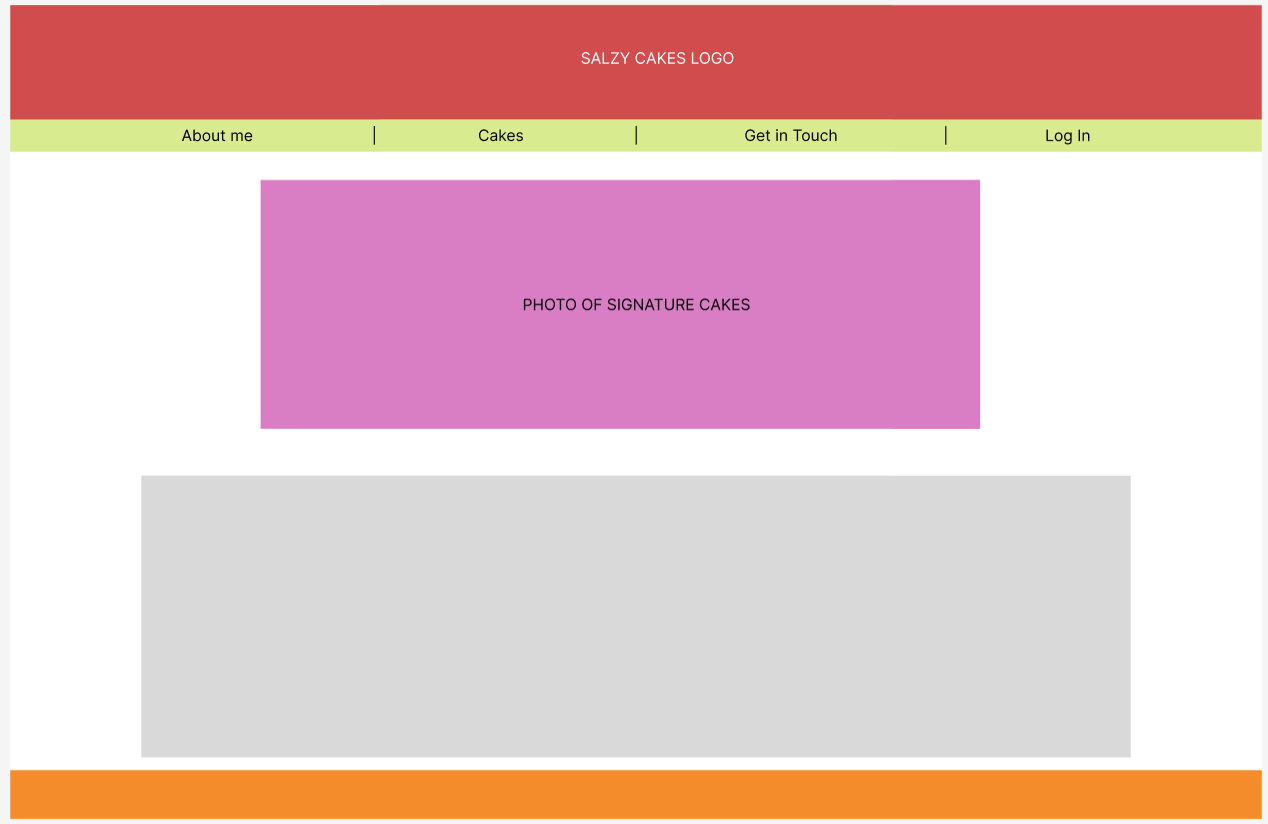 SALZY CAKES LOGO
About me | Cakes | Get in Touch | Log In
PHOTO OF SIGNATURE CAKES